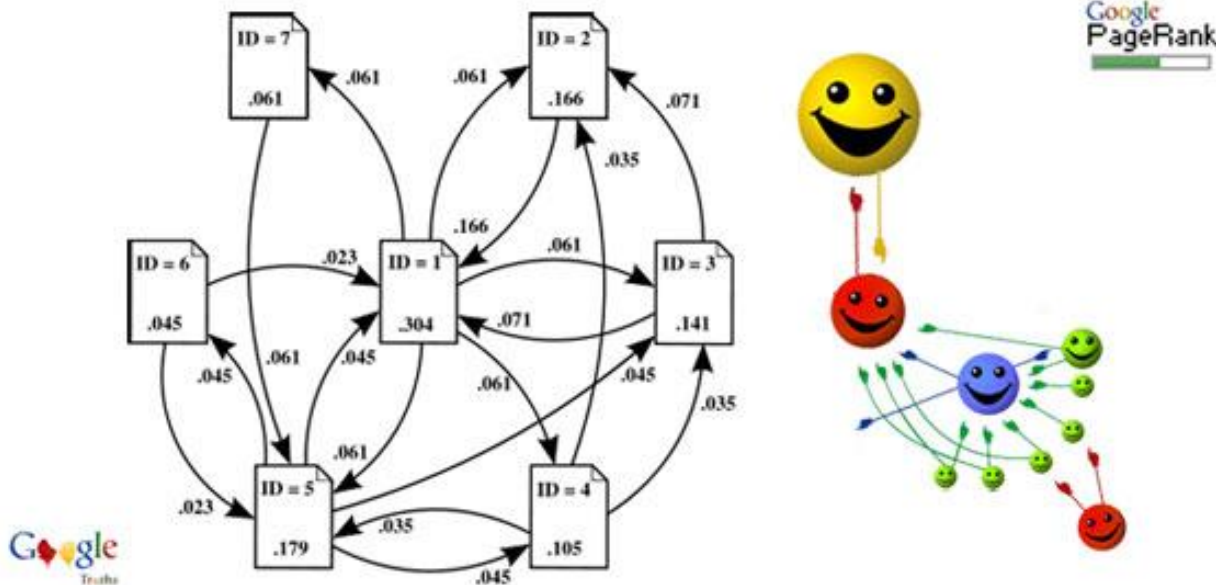 ID = 7
.061
ID = 2
.166
.061
.061
.071
.035
.166
ID = 6
.045
.023
ID = 1
.304
.061
.071
ID = 3
.141
.045
.061
.045
.061
.045
.035
.061
.023
ID = 5
.179
.035
.045
ID = 4
.105
Google
PageRank
Google
Truths